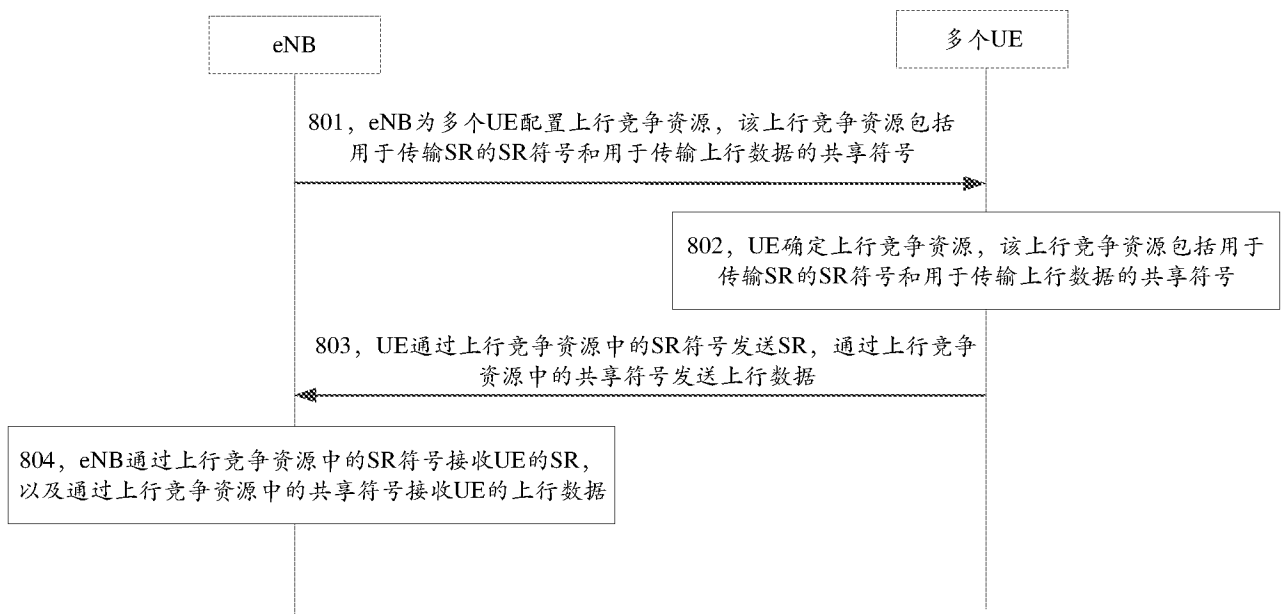 eNB
多个UE
801，eNB为多个UE配置上行竞争资源，该上行竞争资源包括
用于传输SR的SR符号和用于传输上行数据的共享符号
802，UE确定上行竞争资源，该上行竞争资源包括用于
传输SR的SR符号和用于传输上行数据的共享符号
803，UE通过上行竞争资源中的SR符号发送SR，通过上行竞争
资源中的共享符号发送上行数据
804，eNB通过上行竞争资源中的SR符号接收UE的SR，
以及通过上行竞争资源中的共享符号接收UE的上行数据